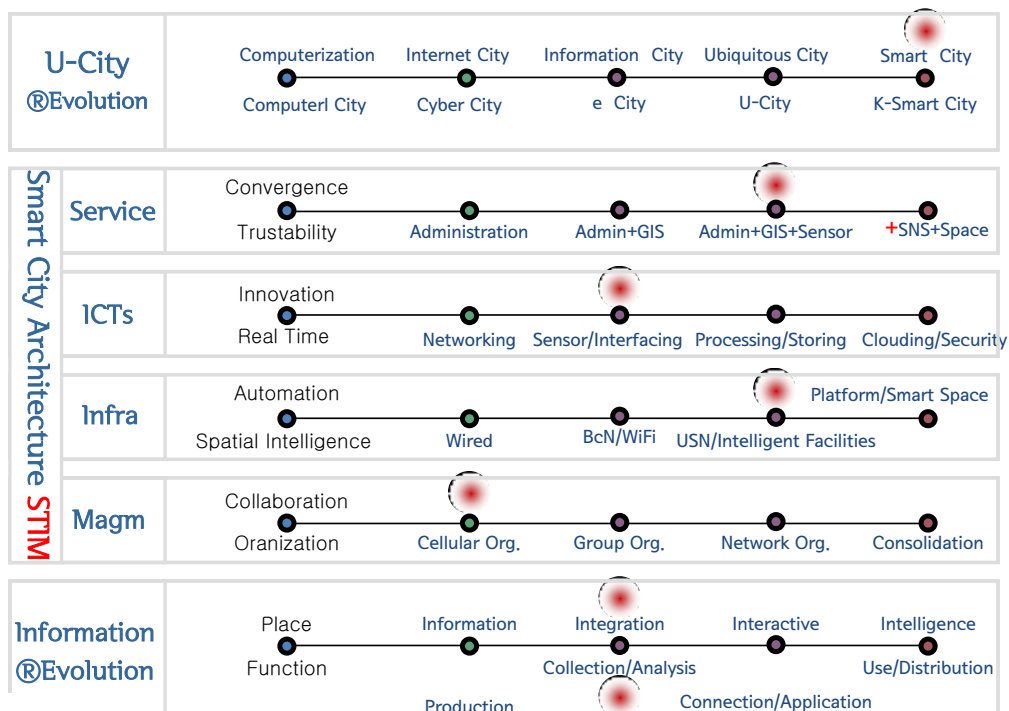 U-City
®Evolution
Computerization
Internet City
Information City
Ubiquitous City
Smart City
Computerl City
Cyber City
e City
U-City
K-Smart City
Smart City Architecture STIM
Service
Convergence
Trustability
Administration
Admin+GIS
Admin+GIS+Sensor
+SNS+Space
ICTs
Innovation
Real Time
Networking
Sensor/Interfacing
Processing/Storing
Clouding/Security
Infra
Automation
Platform/Smart Space
Spatial Intelligence
Wired
BcN/WiFi
USN/Intelligent Facilities
Magm
Collaboration
Oranization
Cellular Org.
Group Org.
Network Org.
Consolidation
Information
®Evolution
Place
Information
Integration
Interactive
Intelligence
Function
Collection/Analysis
Use/Distribution
Production
Connection/Application